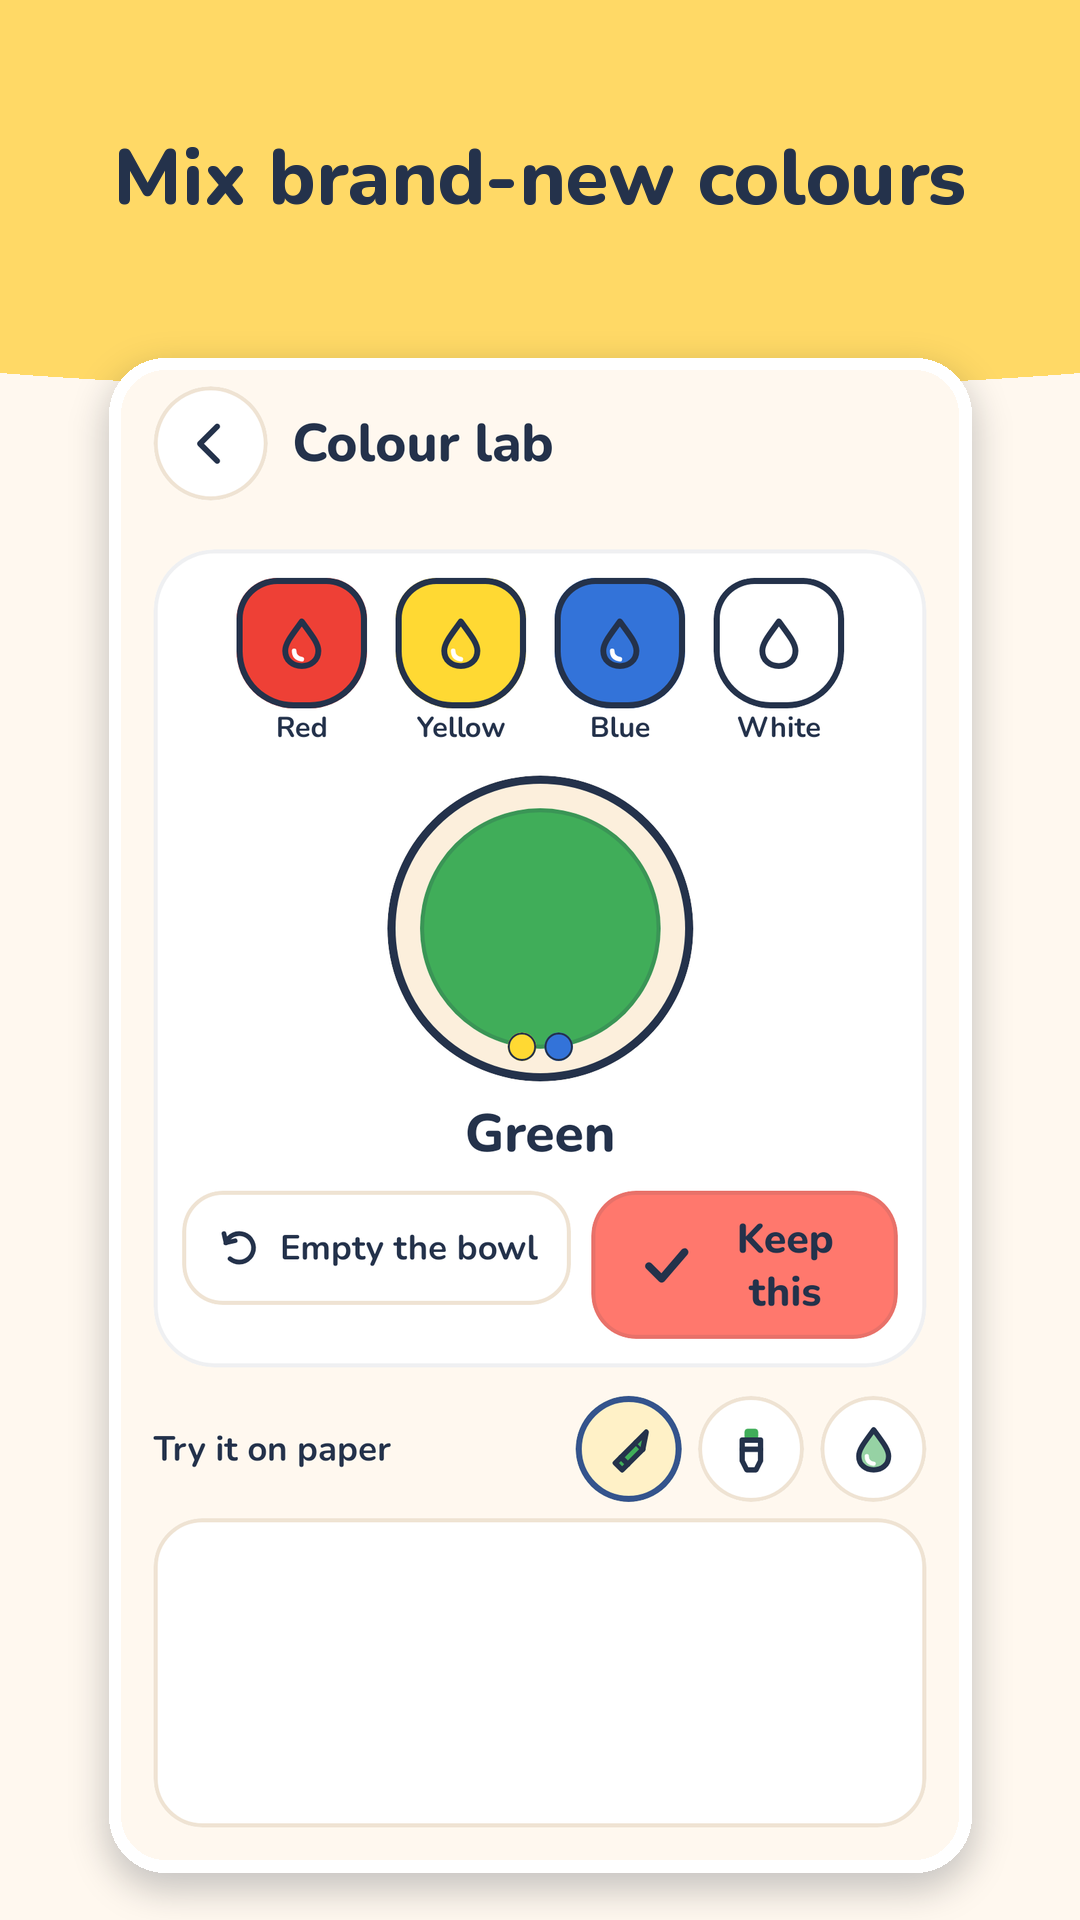 Mix brand-new colours
Colour lab
Red
Yellow
Blue
White
Green
Empty the bowl
Keep
this
Try it on paper